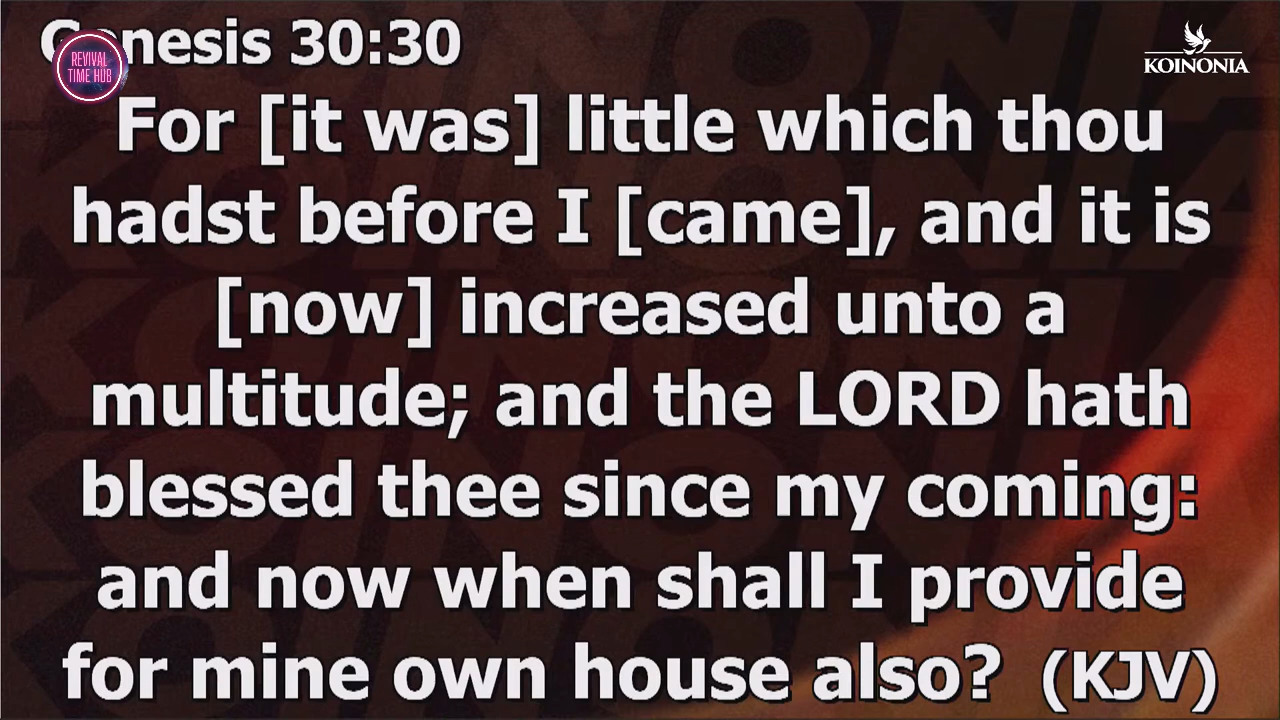 Genesis 30:30
REVIVAL
TIME HUB
KOINONIA
For [it was] little which thou
hadst before I [came], and it is
[now] increased unto a
multitude; and the LORD hath
blessed thee since my coming:
and now when shall I provide
for mine own house also? (KJV)